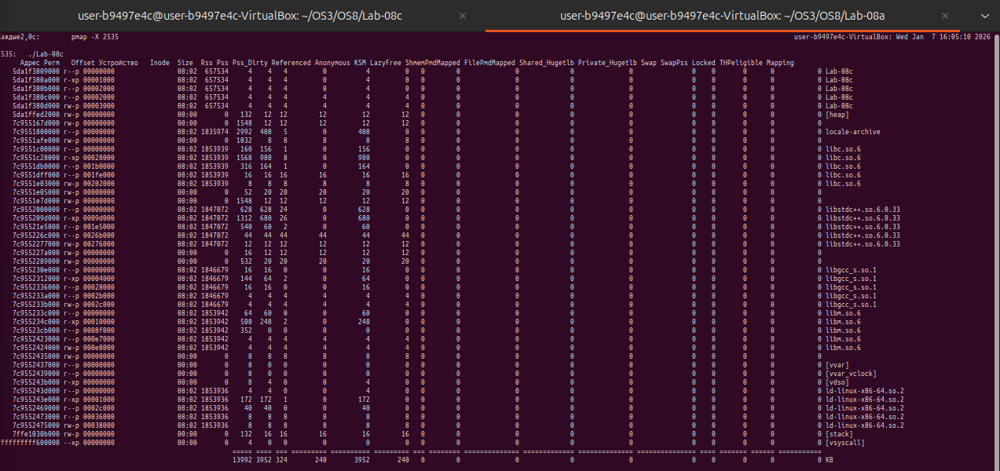 user-b9497e4c@user-b9497e4c-VirtualBox: ~/OS3/OS8/Lab-08c × user-b9497e4c@user-b9497e4c-VirtualBox: ~/OS3/OS8/Lab-08a ×
аждые2,0с: pmap -X 2535 user-b9497e4c-VirtualBox: Wed Jan 7 16:05:10 2026
535: ./Lab-08c
Адрес Perm Offset Устройство Inode Size Rss Pss Pss_Dirty Referenced Anonymous KSM LazyFree ShmemPmdMapped FilePmdMapped Shared_Hugetlb Private_Hugetlb Swap SwapPss Locked THPeligible Mapping
5da1f3809000 r--p 00000000 08:02 657534 4 4 4 0 4 0 0 0 0 0 0 0 0 0 0 0 Lab-08c
5da1f380a000 r-xp 00001000 08:02 657534 4 4 4 0 4 0 0 0 0 0 0 0 0 0 0 0 Lab-08c
5da1f380b000 r--p 00002000 08:02 657534 4 4 4 0 4 0 0 0 0 0 0 0 0 0 0 0 Lab-08c
5da1f380c000 r--p 00002000 08:02 657534 4 4 4 4 4 4 0 0 0 0 0 0 0 0 0 0 Lab-08c
5da1f380d000 rw-p 00003000 08:02 657534 4 4 4 4 4 4 0 0 0 0 0 0 0 0 0 0 Lab-08c
5da1ffed2000 rw-p 00000000 00:00 0 132 12 12 12 12 12 0 0 0 0 0 0 0 0 0 0 [heap]
7c955167d000 rw-p 00000000 00:00 0 1548 12 12 12 12 12 0 0 0 0 0 0 0 0 0 0
7c9551800000 r--p 00000000 08:02 1835974 2992 408 5 0 408 0 0 0 0 0 0 0 0 0 0 0 locale-archive
7c9551afe000 rw-p 00000000 00:00 0 1032 8 8 8 8 8 0 0 0 0 0 0 0 0 0 0
7c9551c00000 r--p 00000000 08:02 1853939 160 156 1 0 156 0 0 0 0 0 0 0 0 0 0 0 libc.so.6
7c9551c28000 r-xp 00028000 08:02 1853939 1568 980 8 0 980 0 0 0 0 0 0 0 0 0 0 0 libc.so.6
7c9551db0000 r--p 001b0000 08:02 1853939 316 164 1 0 164 0 0 0 0 0 0 0 0 0 0 0 libc.so.6
7c9551dff000 r--p 001fe000 08:02 1853939 16 16 16 16 16 16 0 0 0 0 0 0 0 0 0 0 libc.so.6
7c9551e03000 rw-p 00202000 08:02 1853939 8 8 8 8 8 8 0 0 0 0 0 0 0 0 0 0 libc.so.6
7c9551e05000 rw-p 00000000 00:00 0 52 20 20 20 20 20 0 0 0 0 0 0 0 0 0 0
7c9551e7d000 rw-p 00000000 00:00 0 1548 12 12 12 12 12 0 0 0 0 0 0 0 0 0 0
7c9552000000 r--p 00000000 08:02 1847072 628 628 24 0 628 0 0 0 0 0 0 0 0 0 0 0 libstdc++.so.6.0.33
7c955209d000 r-xp 0009d000 08:02 1847072 1312 680 26 0 680 0 0 0 0 0 0 0 0 0 0 0 libstdc++.so.6.0.33
7c95521e5000 r--p 001e5000 08:02 1847072 540 60 2 0 60 0 0 0 0 0 0 0 0 0 0 0 libstdc++.so.6.0.33
7c955226c000 r--p 0026b000 08:02 1847072 44 44 44 44 44 44 0 0 0 0 0 0 0 0 0 0 libstdc++.so.6.0.33
7c9552277000 rw-p 00276000 08:02 1847072 12 12 12 12 12 12 0 0 0 0 0 0 0 0 0 0 libstdc++.so.6.0.33
7c955227a000 rw-p 00000000 00:00 0 16 12 12 12 12 12 0 0 0 0 0 0 0 0 0 0
7c9552289000 rw-p 00000000 00:00 0 532 20 20 20 20 20 0 0 0 0 0 0 0 0 0 0
7c955230e000 r--p 00000000 08:02 1846679 16 16 0 0 16 0 0 0 0 0 0 0 0 0 0 0 libgcc_s.so.1
7c9552312000 r-xp 00004000 08:02 1846679 144 64 2 0 64 0 0 0 0 0 0 0 0 0 0 0 libgcc_s.so.1
7c9552336000 r--p 00028000 08:02 1846679 16 16 0 0 16 0 0 0 0 0 0 0 0 0 0 0 libgcc_s.so.1
7c955233a000 r--p 0002b000 08:02 1846679 4 4 4 4 4 4 0 0 0 0 0 0 0 0 0 0 libgcc_s.so.1
7c955233b000 rw-p 0002c000 08:02 1846679 4 4 4 4 4 4 0 0 0 0 0 0 0 0 0 0 libgcc_s.so.1
7c955233c000 r--p 00000000 08:02 1853942 64 60 0 0 60 0 0 0 0 0 0 0 0 0 0 0 libm.so.6
7c955234c000 r-xp 00010000 08:02 1853942 508 248 2 0 248 0 0 0 0 0 0 0 0 0 0 0 libm.so.6
7c95523cb000 r--p 0008f000 08:02 1853942 352 0 0 0 0 0 0 0 0 0 0 0 0 0 0 0 libm.so.6
7c9552423000 r--p 000e7000 08:02 1853942 4 4 4 4 4 4 0 0 0 0 0 0 0 0 0 0 libm.so.6
7c9552424000 rw-p 000e8000 08:02 1853942 4 4 4 4 4 4 0 0 0 0 0 0 0 0 0 0 libm.so.6
7c9552435000 rw-p 00000000 00:00 0 8 8 8 8 8 8 0 0 0 0 0 0 0 0 0 0
7c9552437000 r--p 00000000 00:00 0 8 0 0 0 0 0 0 0 0 0 0 0 0 0 0 0 [vvar]
7c9552439000 r--p 00000000 00:00 0 8 0 0 0 0 0 0 0 0 0 0 0 0 0 0 0 [vvar_vclock]
7c955243b000 r-xp 00000000 00:00 0 8 4 0 0 4 0 0 0 0 0 0 0 0 0 0 0 [vdso]
7c955243d000 r--p 00000000 08:02 1853936 4 4 0 0 4 0 0 0 0 0 0 0 0 0 0 0 ld-linux-x86-64.so.2
7c955243e000 r-xp 00001000 08:02 1853936 172 172 1 0 172 0 0 0 0 0 0 0 0 0 0 0 ld-linux-x86-64.so.2
7c9552469000 r--p 0002c000 08:02 1853936 40 40 0 0 40 0 0 0 0 0 0 0 0 0 0 0 ld-linux-x86-64.so.2
7c9552473000 r--p 00036000 08:02 1853936 8 8 8 8 8 8 0 0 0 0 0 0 0 0 0 0 ld-linux-x86-64.so.2
7c9552475000 rw-p 00038000 08:02 1853936 8 8 8 8 8 8 0 0 0 0 0 0 0 0 0 0 ld-linux-x86-64.so.2
7ffe1030b000 rw-p 00000000 00:00 0 132 16 16 16 16 16 0 0 0 0 0 0 0 0 0 0 [stack]
ffffffffff600000 --xp 00000000 00:00 0 4 0 0 0 0 0 0 0 0 0 0 0 0 0 0 0 [vsyscall]
===== ==== === ========= ========== ========= === ======== ============== ============= ============== =============== ==== ======= ====== ===========
13992 3952 324 240 3952 240 0 0 0 0 0 0 0 0 0 0 KB